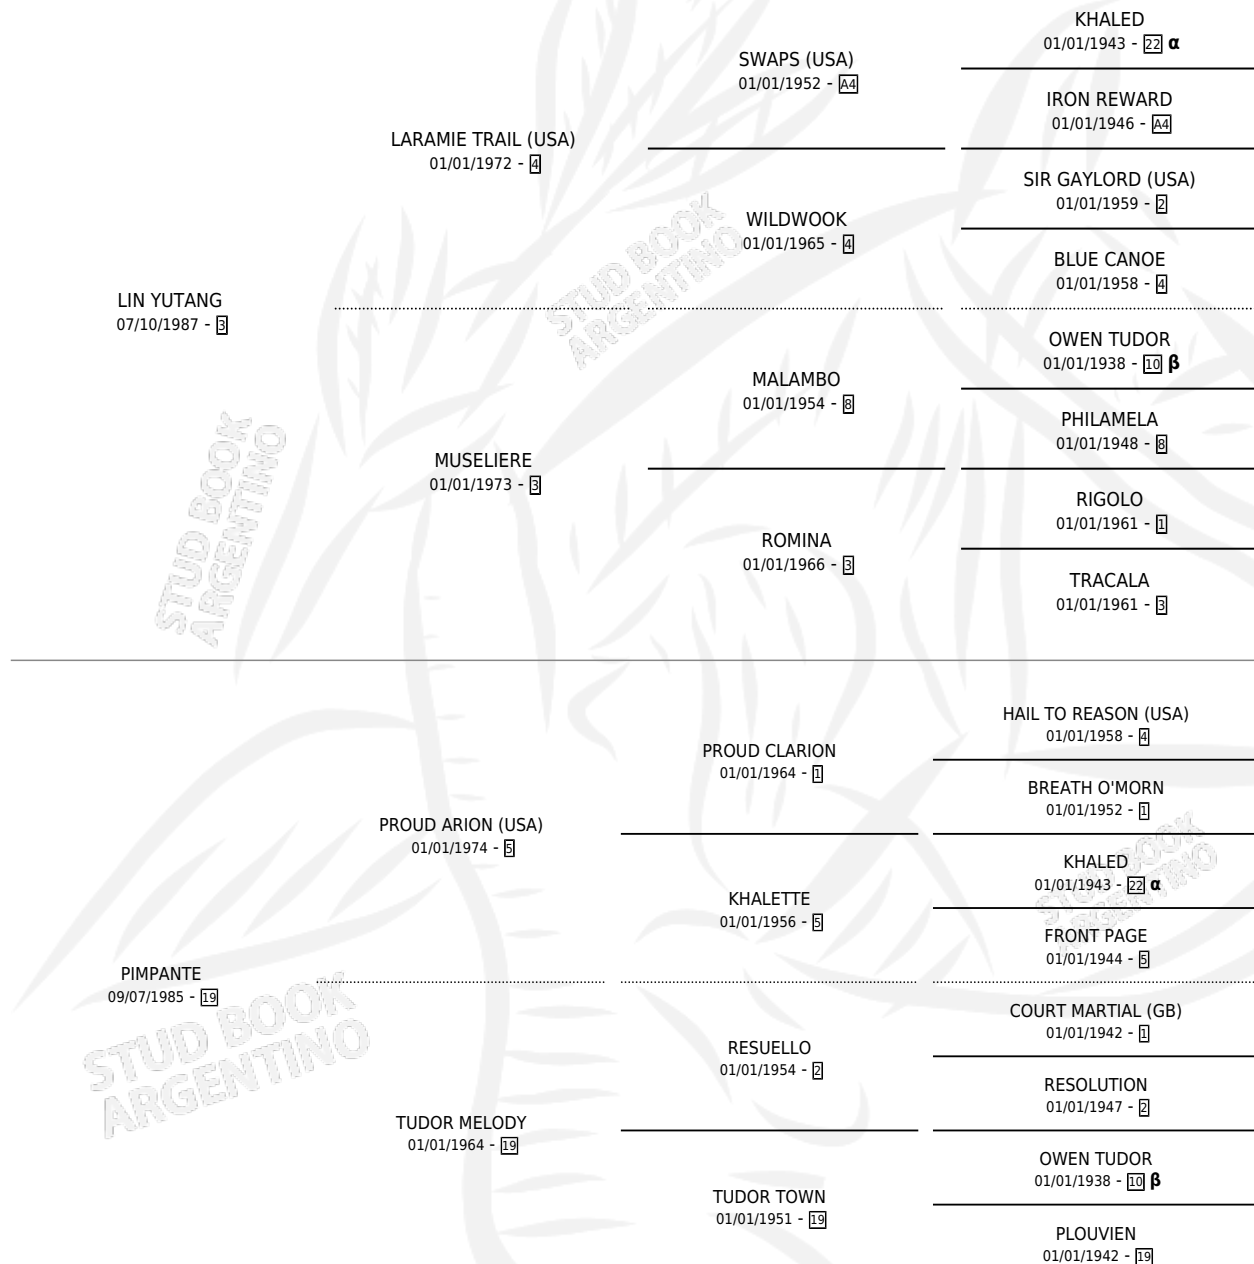 KHALED
01/01/1943 - 22 α
SWAPS (USA)
01/01/1952 - A4
IRON REWARD
01/01/1946 - A4
LARAMIE TRAIL (USA)
01/01/1972 - 4
SIR GAYLORD (USA)
01/01/1959 - 2
WILDWOOK
01/01/1965 - 4
BLUE CANOE
01/01/1958 - 4
LIN YUTANG
07/10/1987 - 3
OWEN TUDOR
01/01/1938 - 10 β
MALAMBO
01/01/1954 - 8
PHILAMELA
01/01/1948 - 8
MUSELIERE
01/01/1973 - 3
RIGOLO
01/01/1961 - 1
ROMINA
01/01/1966 - 3
TRACALA
01/01/1961 - 3
HAIL TO REASON (USA)
01/01/1958 - 4
PROUD CLARION
01/01/1964 - 1
BREATH O'MORN
01/01/1952 - 1
PROUD ARION (USA)
01/01/1974 - 5
KHALED
01/01/1943 - 22 α
KHALETTE
01/01/1956 - 5
FRONT PAGE
01/01/1944 - 5
PIMPANTE
09/07/1985 - 19
COURT MARTIAL (GB)
01/01/1942 - 1
RESUELLO
01/01/1954 - 2
RESOLUTION
01/01/1947 - 2
TUDOR MELODY
01/01/1964 - 19
OWEN TUDOR
01/01/1938 - 10 β
TUDOR TOWN
01/01/1951 - 19
PLOUVIEN
01/01/1942 - 19
STUD BOOK
ARGENTINO
STUD BOOK
ARGENTINO
STUD BOOK
ARGENTINO
STUD BOOK
ARGENTINO